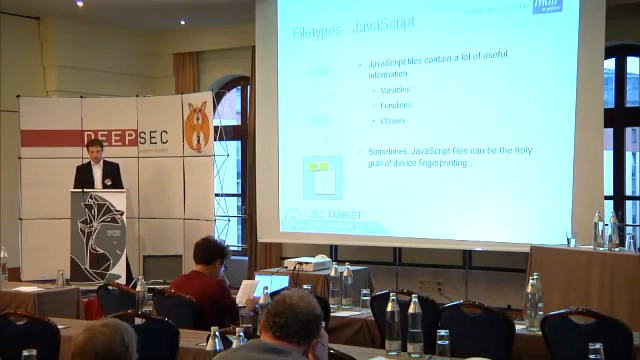 Filetypes - JavaScript
• JavaScript files contain a lot of useful
information
• Variables
• Functions
• Classes
• Sometimes, JavaScript files can be the holy
grail of device fingerprinting...
TARGET
DEEPSEC